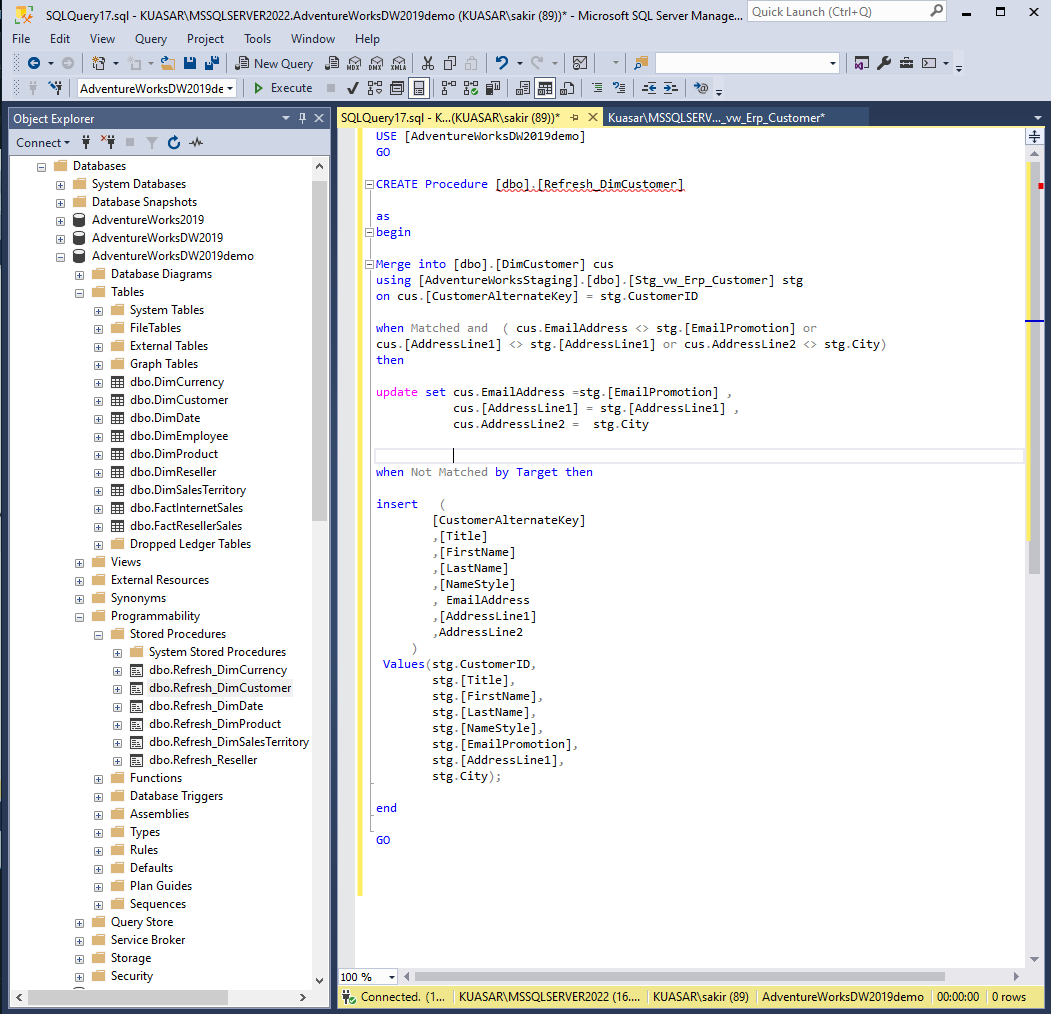 SQLQuery17.sql - KUASAR\MSSQLSERVER2022.AdventureWorksDW2019demo (KUASAR\sakir (89))* - Microsoft SQL Server Manage...
Quick Launch (Ctrl+Q)
File Edit View Query Project Tools Window Help
New Query MDX DMX XMLA
AdventureWorksDW2019de Execute
Object Explorer
Connect
Databases
System Databases
Database Snapshots
AdventureWorks2019
AdventureWorksDW2019
AdventureWorksDW2019demo
Database Diagrams
Tables
System Tables
FileTables
External Tables
Graph Tables
dbo.DimCurrency
dbo.DimCustomer
dbo.DimDate
dbo.DimEmployee
dbo.DimProduct
dbo.DimReseller
dbo.DimSalesTerritory
dbo.FactInternetSales
dbo.FactResellerSales
Dropped Ledger Tables
Views
External Resources
Synonyms
Programmability
Stored Procedures
System Stored Procedures
dbo.Refresh_DimCurrency
dbo.Refresh_DimCustomer
dbo.Refresh_DimDate
dbo.Refresh_DimProduct
dbo.Refresh_DimSalesTerritory
dbo.Refresh_Reseller
Functions
Database Triggers
Assemblies
Types
Rules
Defaults
Plan Guides
Sequences
Query Store
Service Broker
Storage
Security
SQLQuery17.sql - K...(KUASAR\sakir (89))* Kuasar\MSSQLSERV..._vw_Erp_Customer*
USE [AdventureWorksDW2019demo]
GO
CREATE Procedure [dbo].[Refresh_DimCustomer]
as
begin
Merge into [dbo].[DimCustomer] cus
using [AdventureWorksStaging].[dbo].[Stg_vw_Erp_Customer] stg
on cus.[CustomerAlternateKey] = stg.CustomerID
when Matched and ( cus.EmailAddress <> stg.[EmailPromotion] or
cus.[AddressLine1] <> stg.[AddressLine1] or cus.AddressLine2 <> stg.City)
then
update set cus.EmailAddress =stg.[EmailPromotion] ,
cus.[AddressLine1] = stg.[AddressLine1] ,
cus.AddressLine2 = stg.City
when Not Matched by Target then
insert (
[CustomerAlternateKey]
,[Title]
,[FirstName]
,[LastName]
,[NameStyle]
, EmailAddress
,[AddressLine1]
,AddressLine2
)
Values(stg.CustomerID,
stg.[Title],
stg.[FirstName],
stg.[LastName],
stg.[NameStyle],
stg.[EmailPromotion],
stg.[AddressLine1],
stg.City);
end
GO
100 %
Connected. (1... KUASAR\MSSQLSERVER2022 (16.... KUASAR\sakir (89) AdventureWorksDW2019demo 00:00:00 0 rows